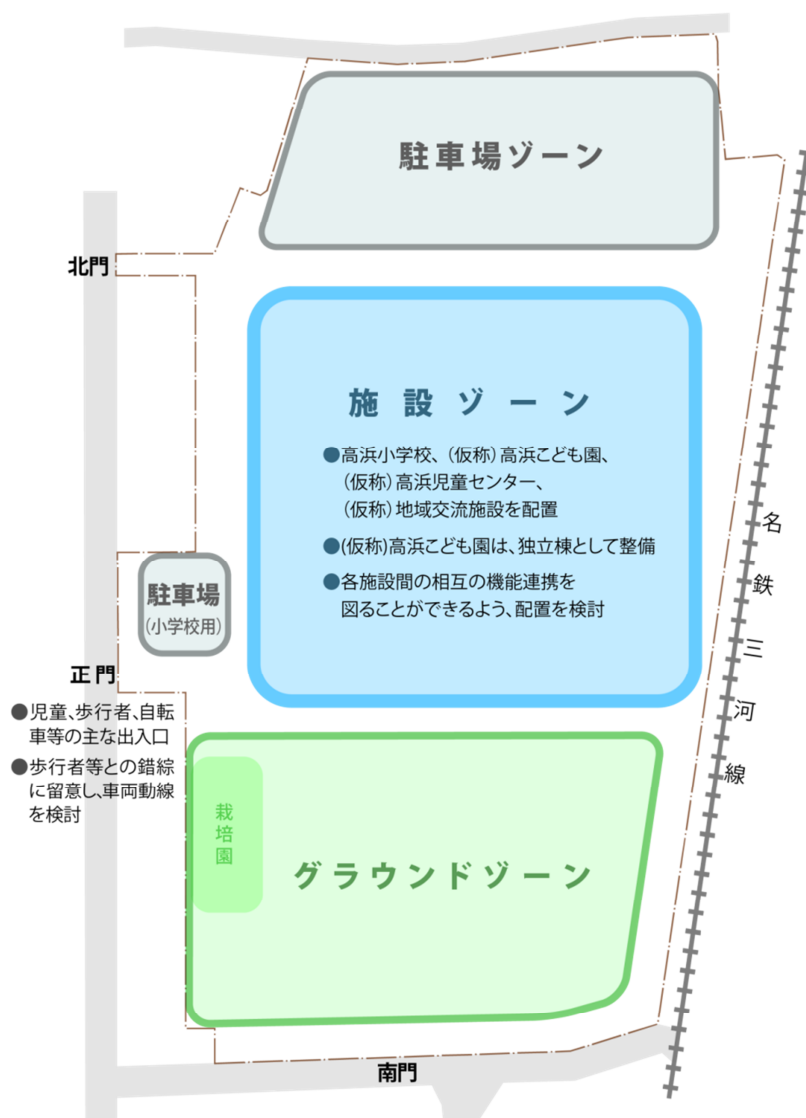 駐車場ゾーン
北門
施設ゾーン
●高浜小学校、（仮称）高浜こども園、
（仮称）高浜児童センター、
（仮称）地域交流施設を配置
●(仮称)高浜こども園は、独立棟として整備
●各施設間の相互の機能連携を
図ることができるよう、配置を検討
駐車場
(小学校用)
正門
●児童、歩行者、自転
車等の主な出入口
●歩行者等との錯綜
に留意し、車両動線
を検討
名鉄三河線
栽培園
グラウンドゾーン
南門